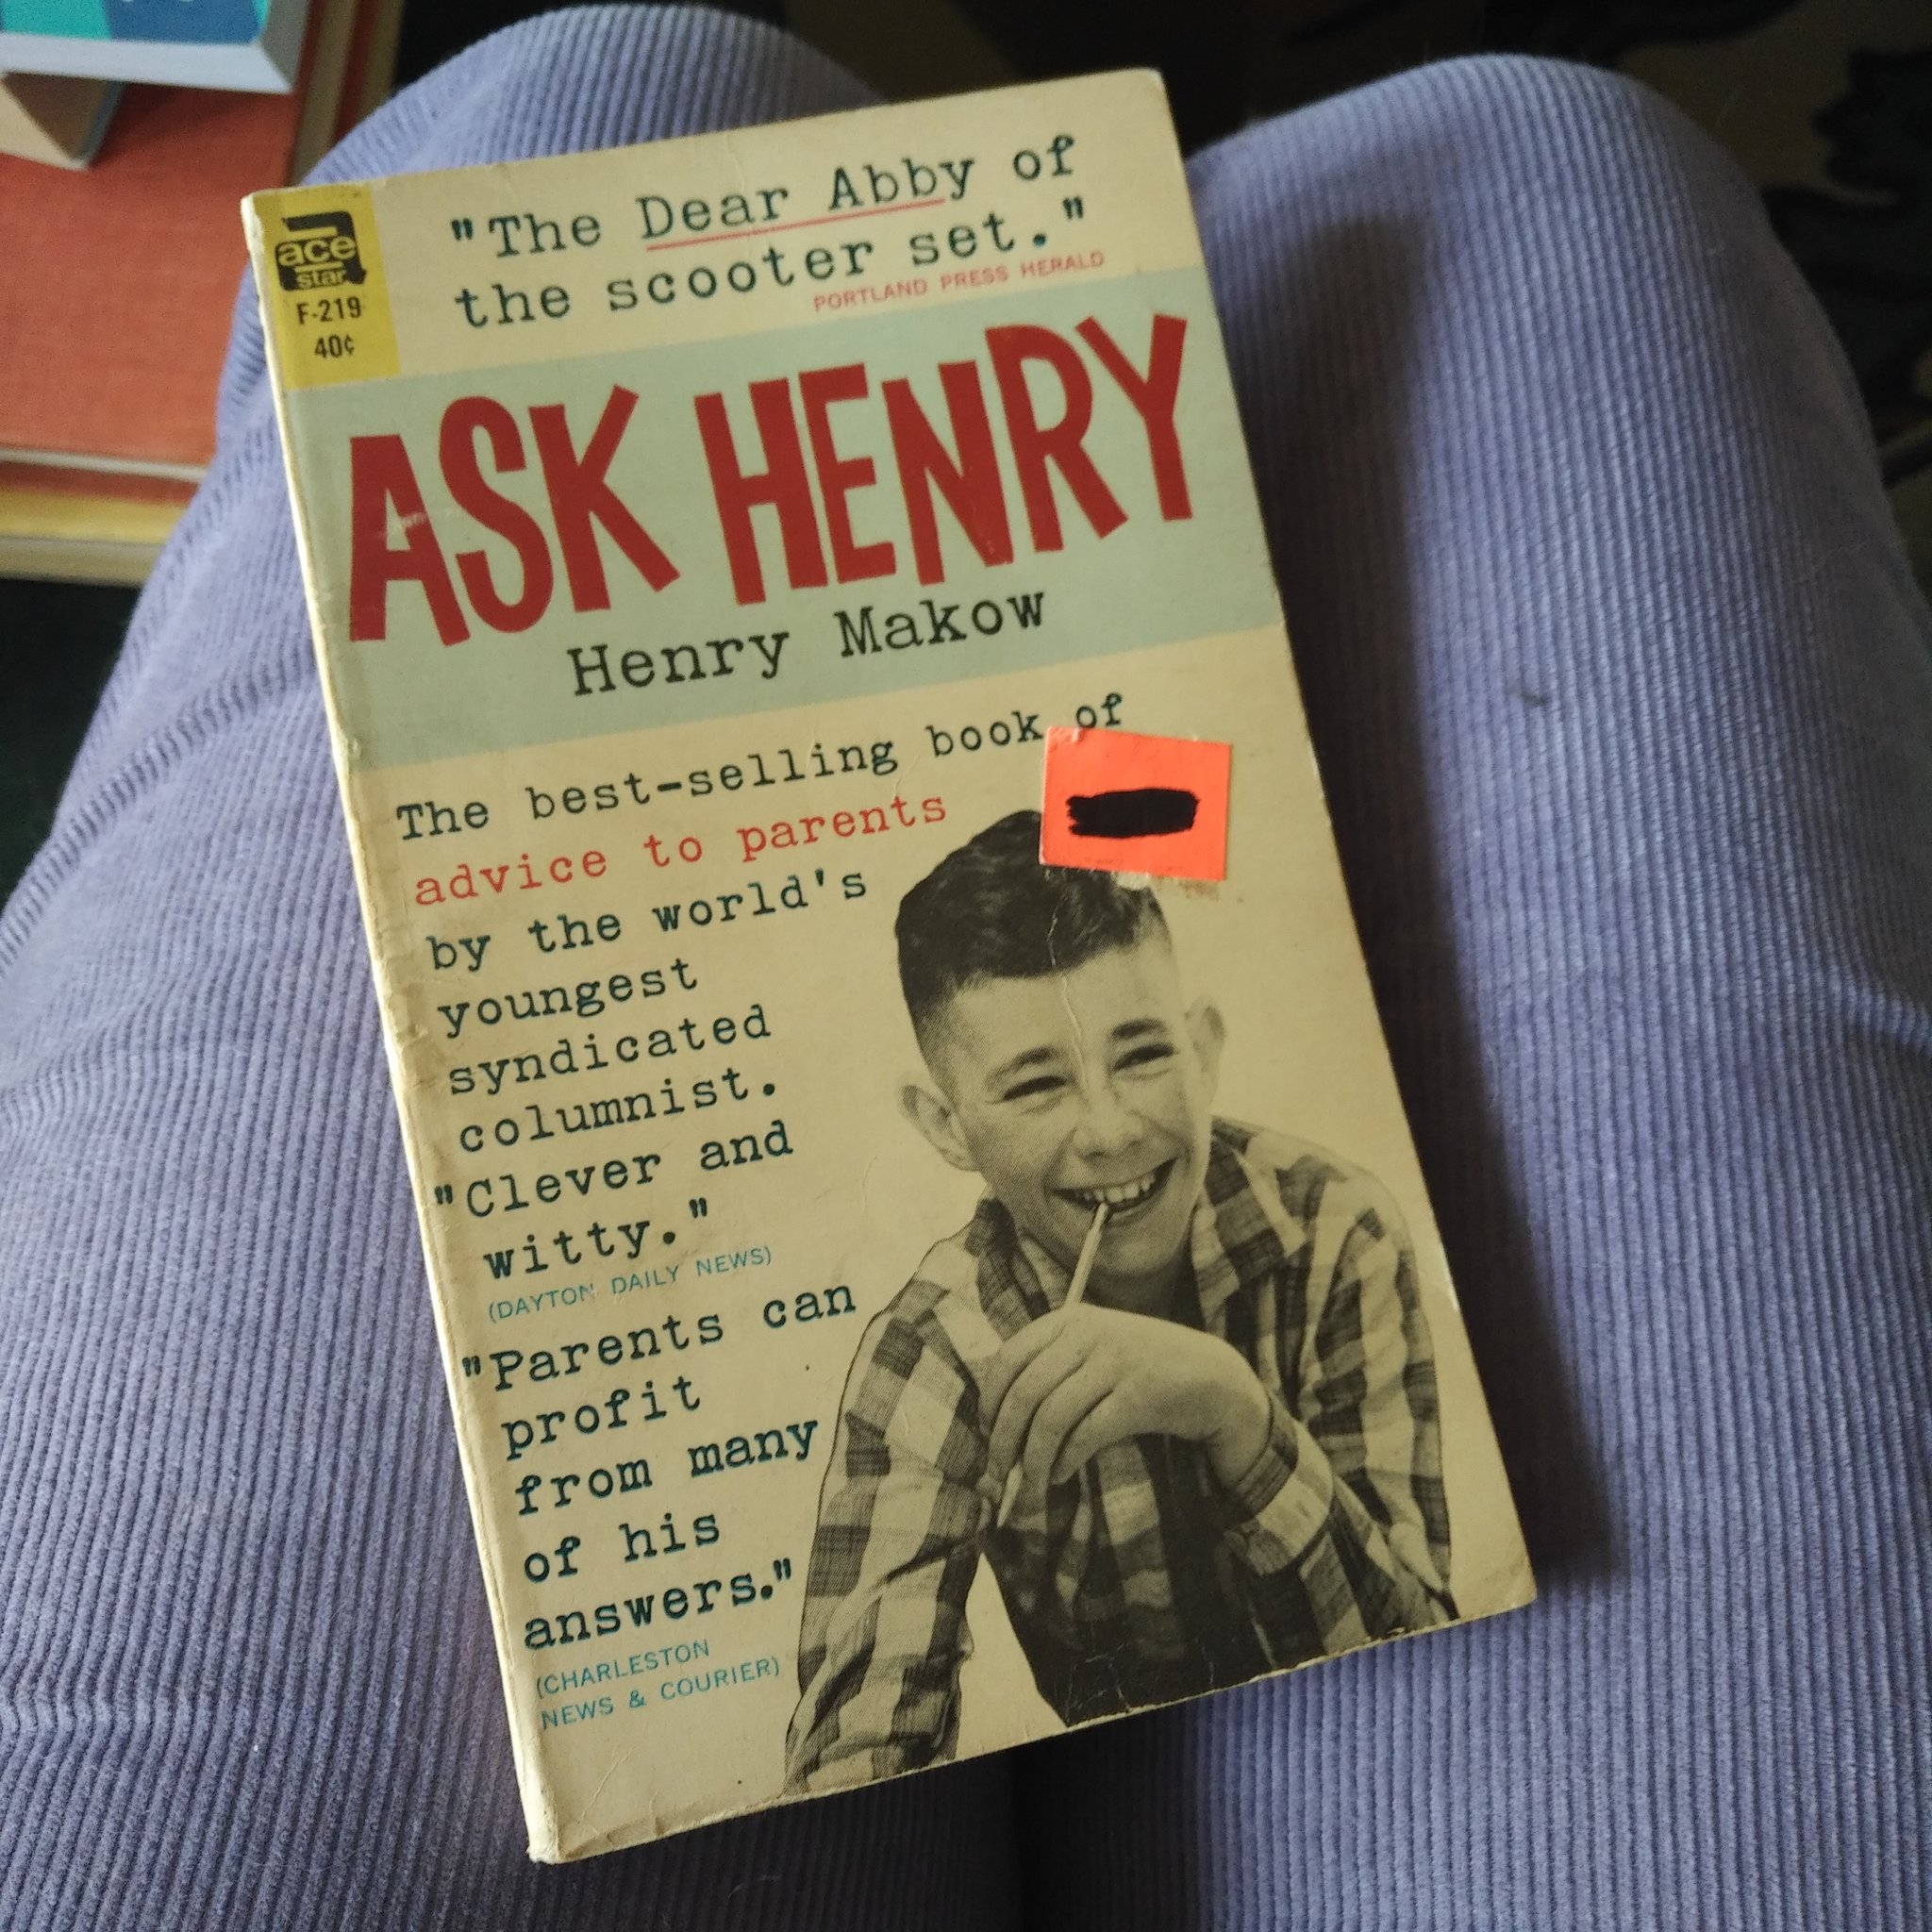 ace
star
F-219
40¢
"The Dear Abby of
the scooter set."
PORTLAND PRESS HERALD
ASK HENRY
Henry Makow
The best-selling book of
advice to parents
by the world's
youngest
syndicated
columnist.
"Clever and
witty."
(DAYTON DAILY NEWS)
"Parents can
profit
from many
of his
answers."
(CHARLESTON
NEWS & COURIER)